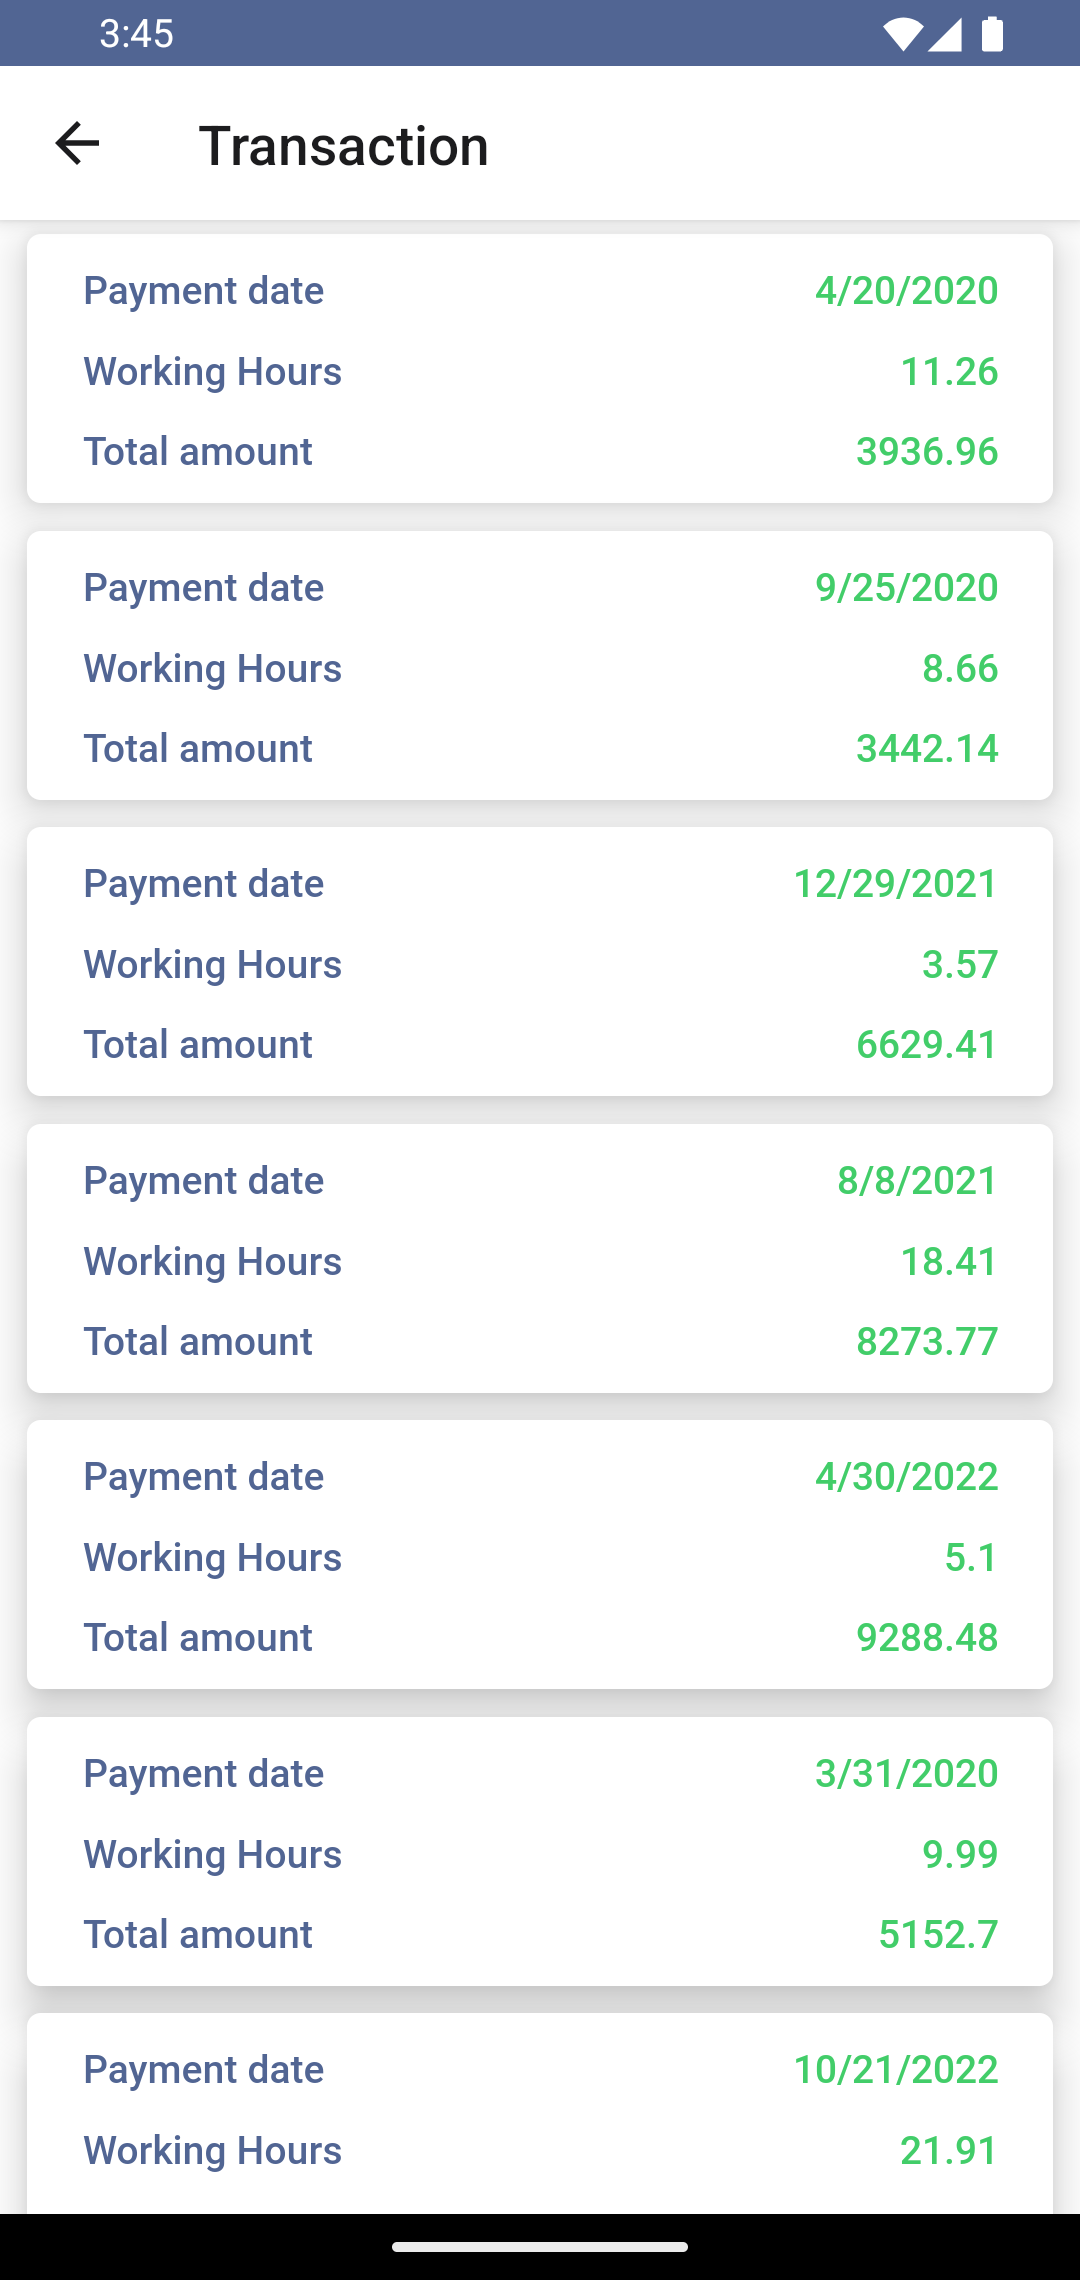 3:45
Transaction
Payment date 4/20/2020
Working Hours 11.26
Total amount 3936.96
Payment date 9/25/2020
Working Hours 8.66
Total amount 3442.14
Payment date 12/29/2021
Working Hours 3.57
Total amount 6629.41
Payment date 8/8/2021
Working Hours 18.41
Total amount 8273.77
Payment date 4/30/2022
Working Hours 5.1
Total amount 9288.48
Payment date 3/31/2020
Working Hours 9.99
Total amount 5152.7
Payment date 10/21/2022
Working Hours 21.91